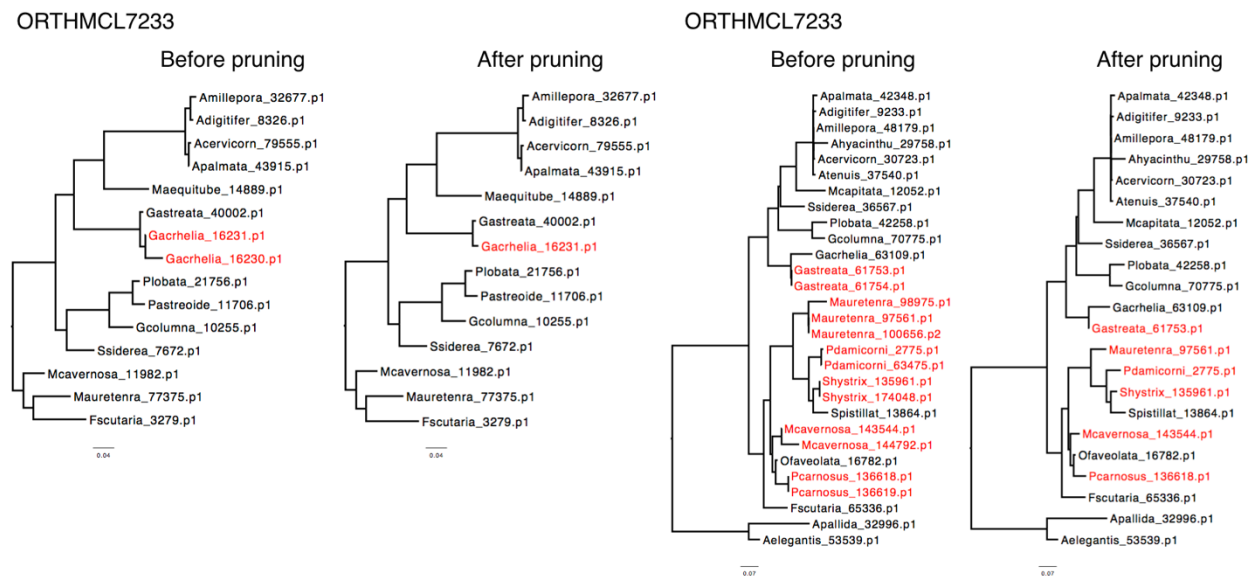 ORTHMCL7233
Before pruning
Amillepora_32677.p1
Adigitifer_8326.p1
Acervicorn_79555.p1
Apalmata_43915.p1
Maequitube_14889.p1
Gastreata_40002.p1
Gacrhelia_16231.p1
Gacrhelia_16230.p1
Plobata_21756.p1
Pastreoide_11706.p1
Gcolumna_10255.p1
Ssiderea_7672.p1
Mcavernosa_11982.p1
Mauretenra_77375.p1
Fscutaria_3279.p1
0.04
After pruning
Amillepora_32677.p1
Adigitifer_8326.p1
Acervicorn_79555.p1
Apalmata_43915.p1
Maequitube_14889.p1
Gastreata_40002.p1
Gacrhelia_16231.p1
Plobata_21756.p1
Pastreoide_11706.p1
Gcolumna_10255.p1
Ssiderea_7672.p1
Mcavernosa_11982.p1
Mauretenra_77375.p1
Fscutaria_3279.p1
0.04
ORTHMCL7233
Before pruning
Apalmata_42348.p1
Adigitifer_9233.p1
Amillepora_48179.p1
Ahyacinthu_29758.p1
Acervicorn_30723.p1
Atenuis_37540.p1
Mcapitata_12052.p1
Ssiderea_36567.p1
Plobata_42258.p1
Gcolumna_70775.p1
Gacrhelia_63109.p1
Gastreata_61753.p1
Gastreata_61754.p1
Mauretenra_98975.p1
Mauretenra_97561.p1
Mauretenra_100656.p2
Pdamicorni_2775.p1
Pdamicorni_63475.p1
Shystrix_135961.p1
Shystrix_174048.p1
Spistillat_13864.p1
Mcavernosa_143544.p1
Mcavernosa_144792.p1
Ofaveolata_16782.p1
Pcarnosus_136618.p1
Pcarnosus_136619.p1
Fscutaria_65336.p1
Apallida_32996.p1
Aelegantis_53539.p1
0.07
After pruning
Apalmata_42348.p1
Adigitifer_9233.p1
Amillepora_48179.p1
Ahyacinthu_29758.p1
Acervicorn_30723.p1
Atenuis_37540.p1
Mcapitata_12052.p1
Ssiderea_36567.p1
Plobata_42258.p1
Gcolumna_70775.p1
Gacrhelia_63109.p1
Gastreata_61753.p1
Mauretenra_97561.p1
Pdamicorni_2775.p1
Shystrix_135961.p1
Spistillat_13864.p1
Mcavernosa_143544.p1
Ofaveolata_16782.p1
Pcarnosus_136618.p1
Fscutaria_65336.p1
Apallida_32996.p1
Aelegantis_53539.p1
0.07